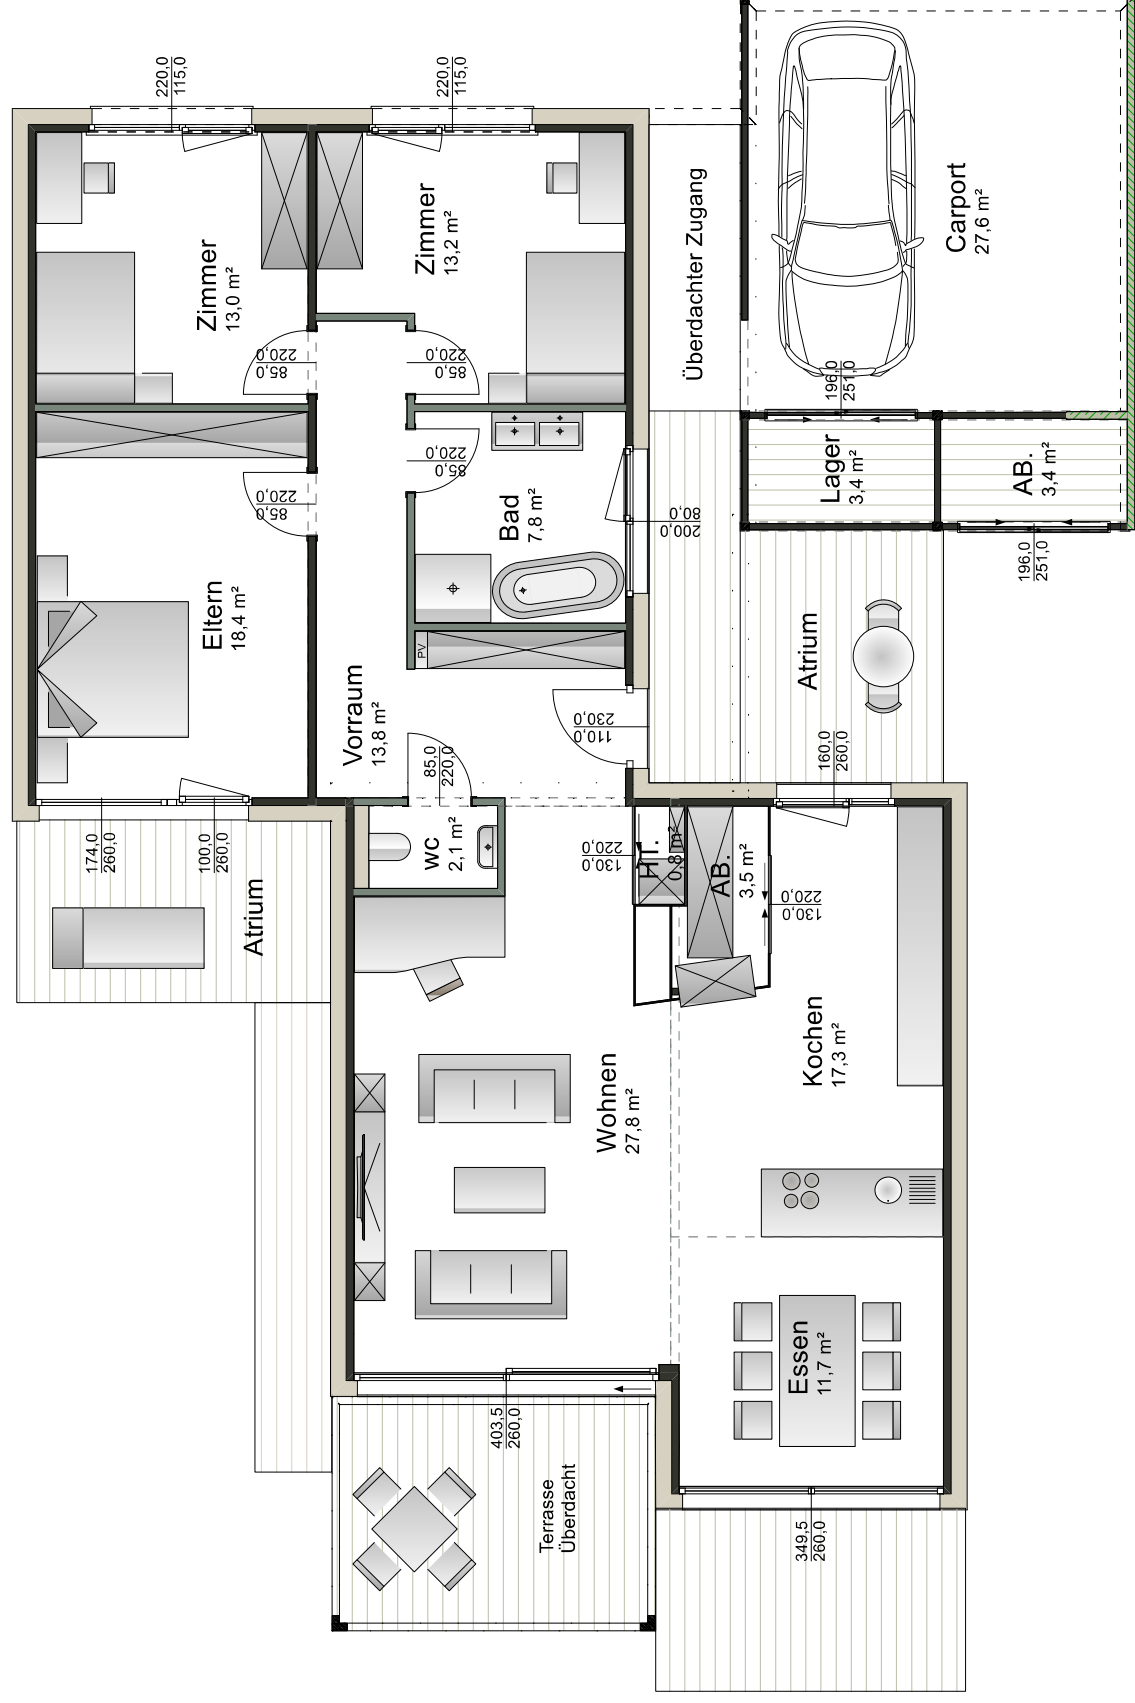 220,0
115,0
220,0
115,0
Zimmer
13,0 m²
Zimmer
13,2 m²
Überdachter Zugang
Carport
27,6 m²
85,0
220,0
85,0
220,0
196,0
251,0
85,0
220,0
85,0
220,0
Eltern
18,4 m²
Bad
7,8 m²
200,0
80,0
Lager
3,4 m²
AB.
3,4 m²
196,0
251,0
PV
Vorraum
13,8 m²
110,0
230,0
Atrium
85,0
220,0
160,0
260,0
174,0
260,0
100,0
260,0
Atrium
WC
2,1 m²
130,0
220,0
HT.
0,8 m²
AB.
3,5 m²
130,0
220,0
Wohnen
27,8 m²
Kochen
17,3 m²
Essen
11,7 m²
403,5
260,0
Terrasse
Überdacht
349,5
260,0